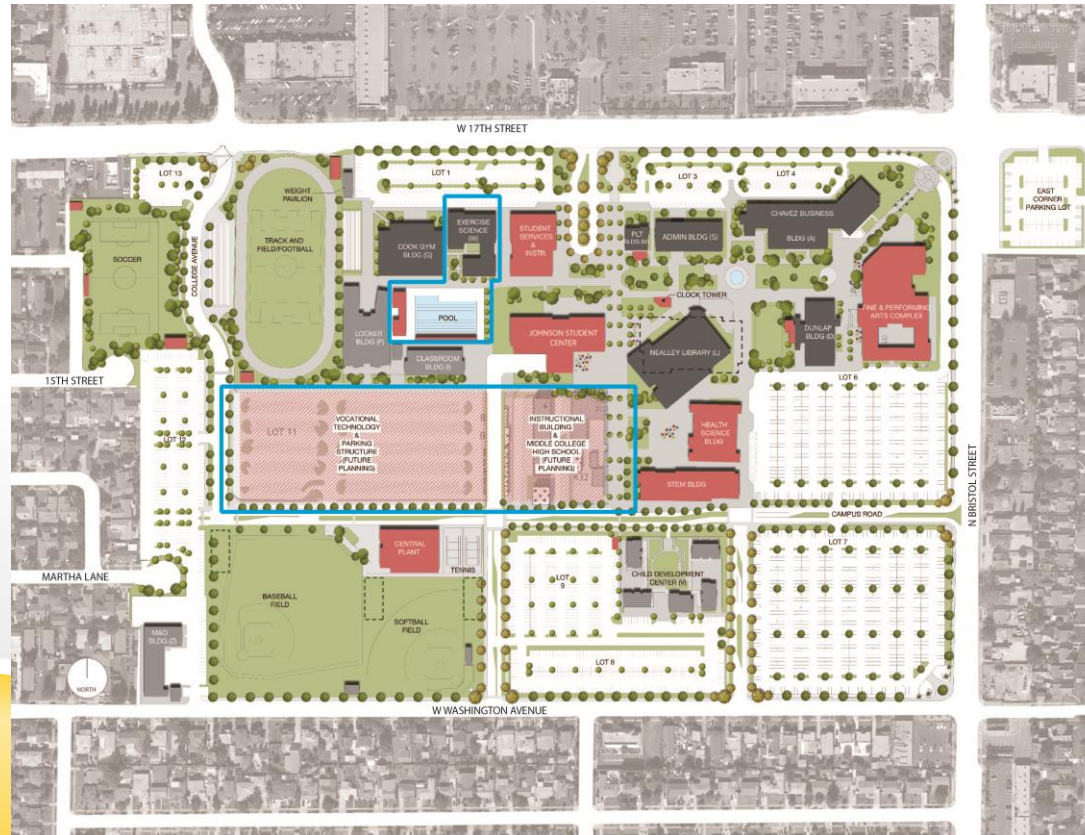 W 17TH STREET
LOT 13
LOT 1
LOT 3
LOT 4
EAST
CORNER
PARKING LOT
WEIGHT
PAVILION
EXERCISE
SCIENCE
(W)
CHAVEZ BUSINESS
BLDG (A)
SOCCER
COLLEGE AVENUE
TRACK AND
FIELD/FOOTBALL
COOK GYM
BLDG (G)
STUDENT
SERVICES
&
INSTR.
PLT
BLDG (M)
ADMIN BLDG (S)
CLOCK TOWER
FINE & PERFORMING
ARTS COMPLEX
POOL
LOCKER
BLDG (F)
JOHNSON STUDENT
CENTER
DUNLAP
BLDG (D)
NEALLEY LIBRARY (L)
CLASSROOM
BLDG (I)
15TH STREET
LOT 6
LOT 12
LOT 11
VOCATIONAL
TECHNOLOGY
&
PARKING
STRUCTURE
(FUTURE
PLANNING)
INSTRUCTIONAL
BUILDING
&
MIDDLE COLLEGE
HIGH SCHOOL
(FUTURE
PLANNING)
HEALTH
SCIENCE
BLDG
STEM BLDG
N BRISTOL STREET
CAMPUS ROAD
LOT 7
CENTRAL
PLANT
TENNIS
MARTHA LANE
LOT
9
CHILD DEVELOPMENT
CENTER (V)
BASEBALL
FIELD
SOFTBALL
FIELD
M&O
BLDG (Z)
LOT 8
NORTH
W WASHINGTON AVENUE